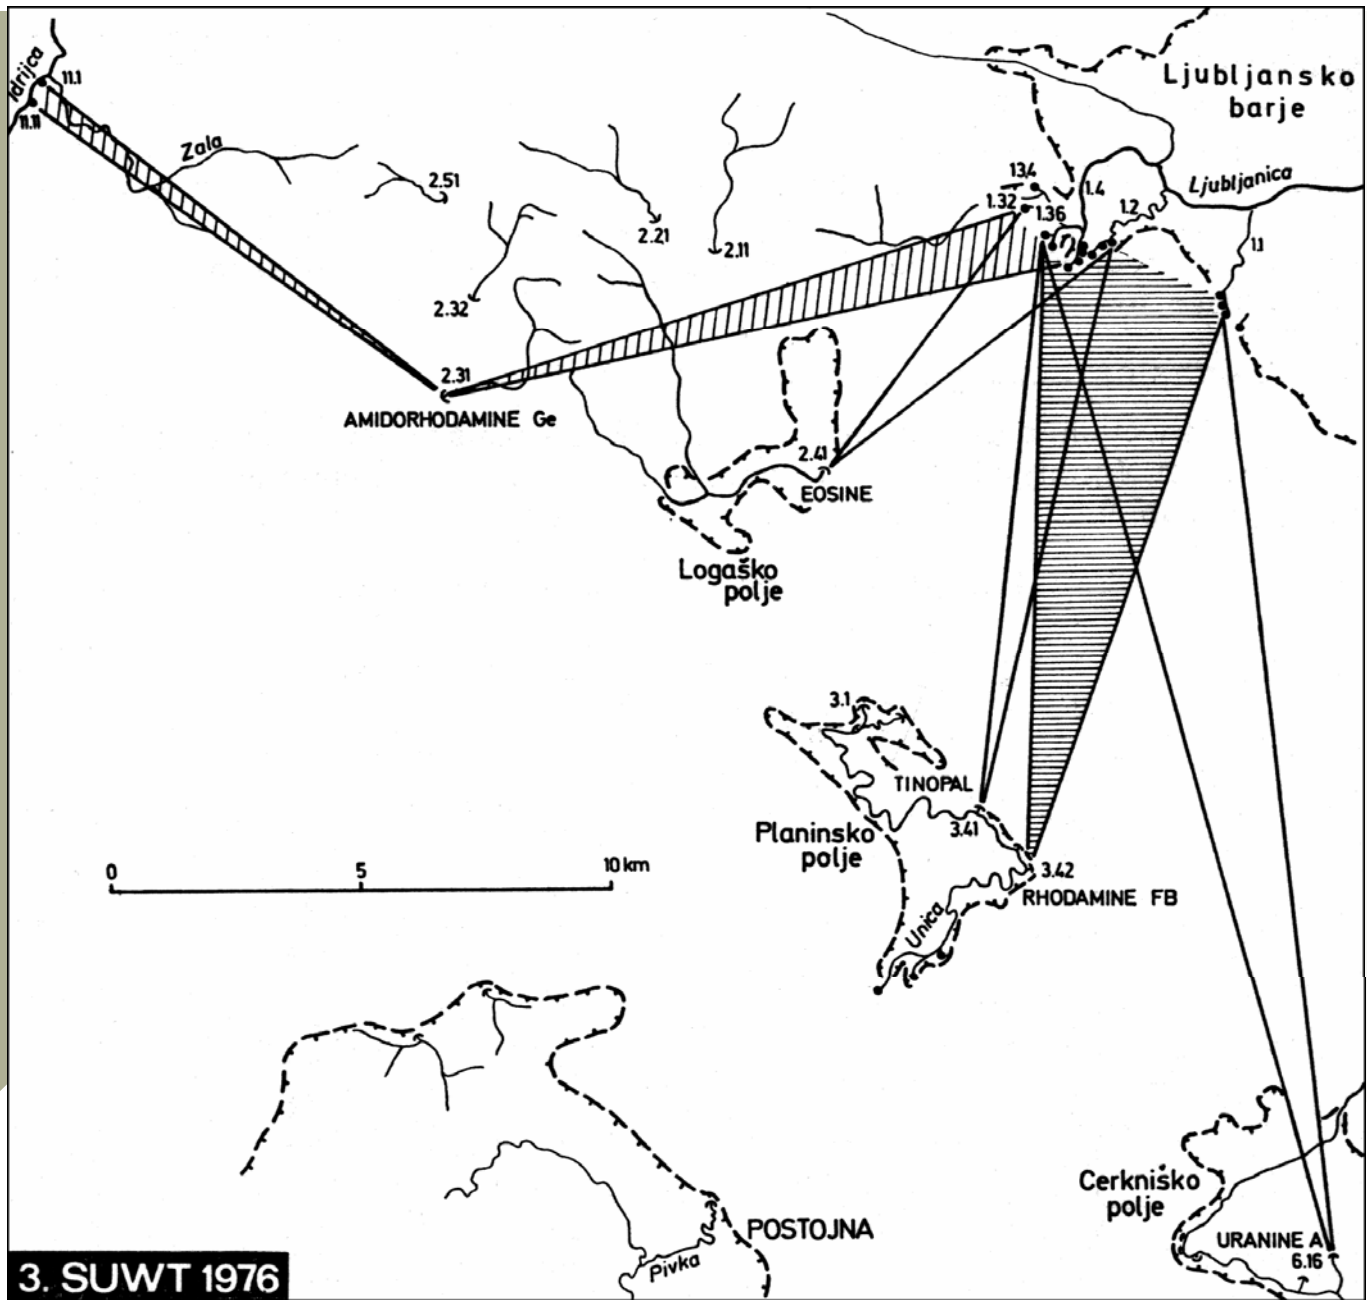 Ljubljansko
barje
Idrijca
11.1
11.11
Zala
2.51
2.21
2.11
2.32
13.4
1.32
1.36
1.4
1.2
Ljubljanica
1.1
2.31
AMIDORHODAMINE Ge
2.41
EOSINE
Logaško
polje
3.1
TINOPAL
3.41
Planinsko
polje
3.42
RHODAMINE FB
Unica
0 5 10 km
Cerkniško
polje
URANINE A
6.16
POSTOJNA
Pivka
3. SUWT 1976